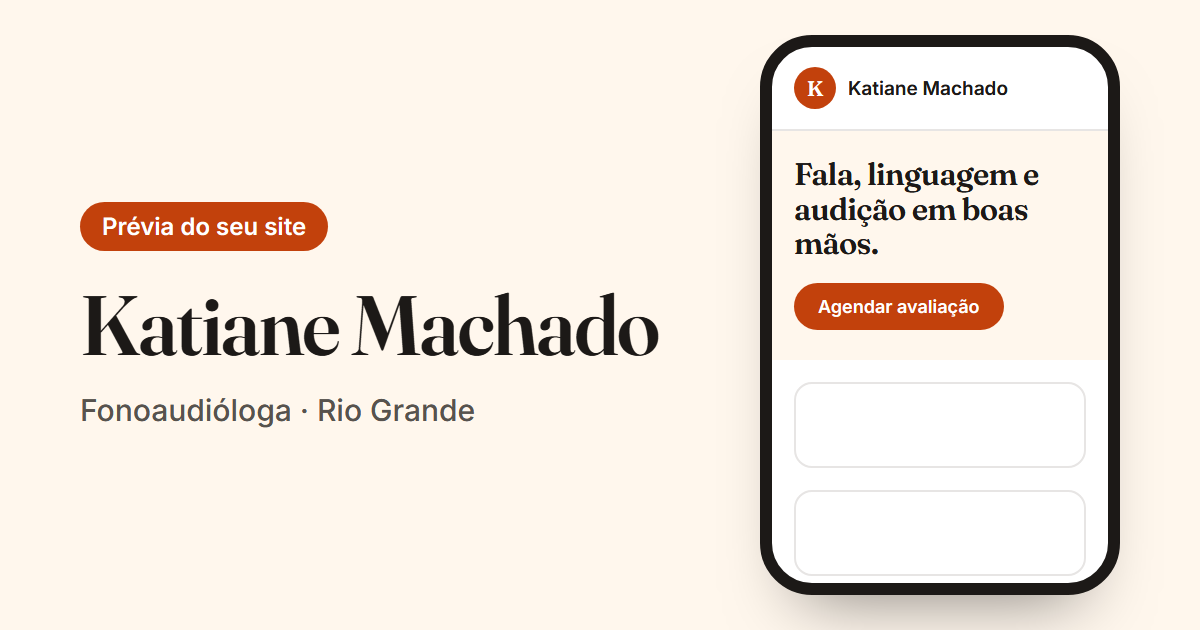 Prévia do seu site
Katiane Machado
Fonoaudióloga · Rio Grande
K
Katiane Machado
Fala, linguagem e
audição em boas
mãos.
Agendar avaliação